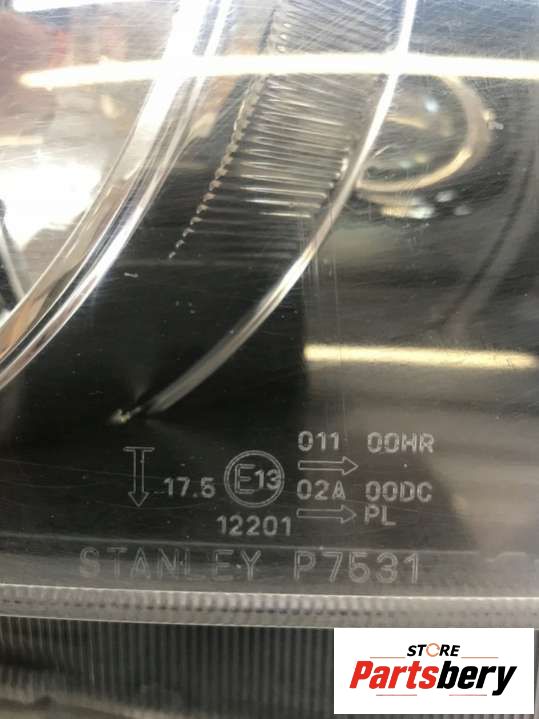 011 00HR
17.5 E13 02A 00DC
12201 PL
STANLEY P7531
STORE
Partsbery